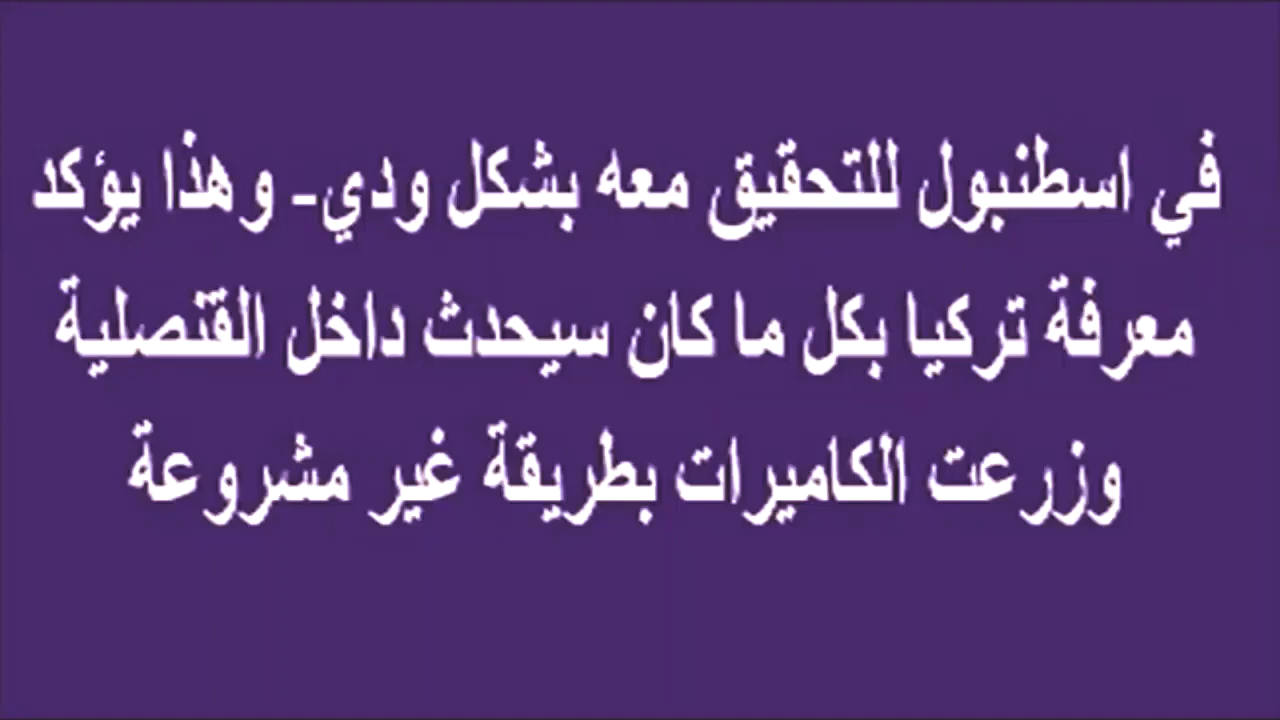 في اسطنبول للتحقيق معه بشكل ودي- وهذا يؤكد
معرفة تركيا بكل ما كان سيحدث داخل القنصلية
وزرعت الكاميرات بطريقة غير مشروعة